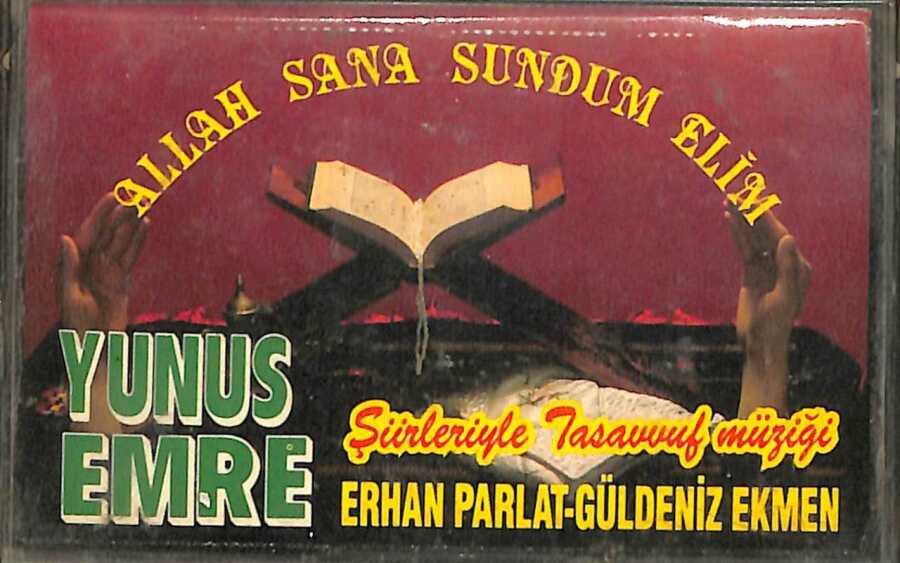 ALLAH SANA SUNDUM ELİM
YUNUS
EMRE
Şiirleriyle Tasavvuf müziği
ERHAN PARLAT-GÜLDENİZ EKMEN